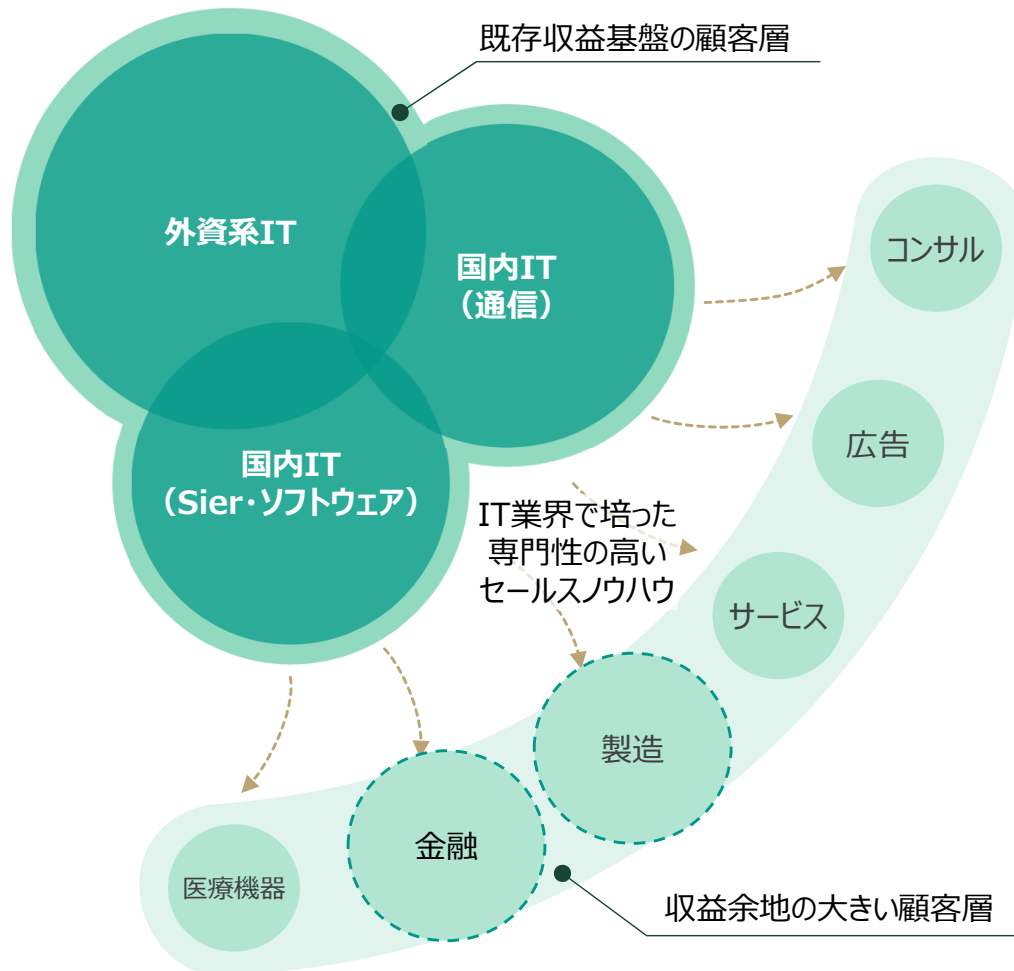 既存収益基盤の顧客層
外資系IT
国内IT
（通信）
国内IT
（Sier・ソフトウェア）
コンサル
広告
IT業界で培った
専門性の高い
セールスノウハウ
サービス
製造
金融
医療機器
収益余地の大きい顧客層